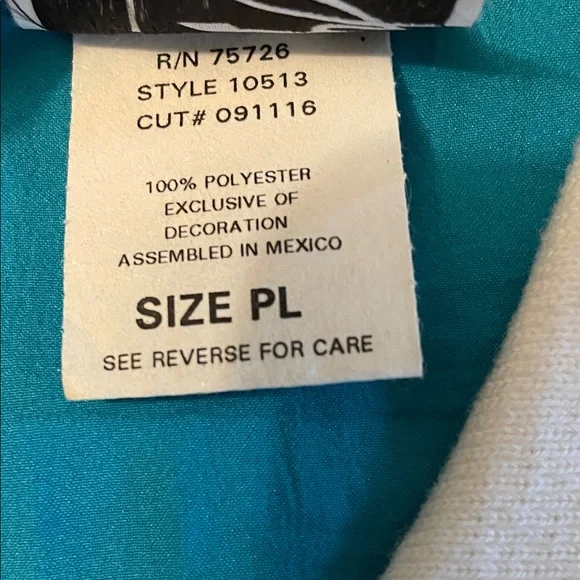 R/N 75726
STYLE 10513
CUT# 091116
100% POLYESTER
EXCLUSIVE OF
DECORATION
ASSEMBLED IN MEXICO
SIZE PL
SEE REVERSE FOR CARE